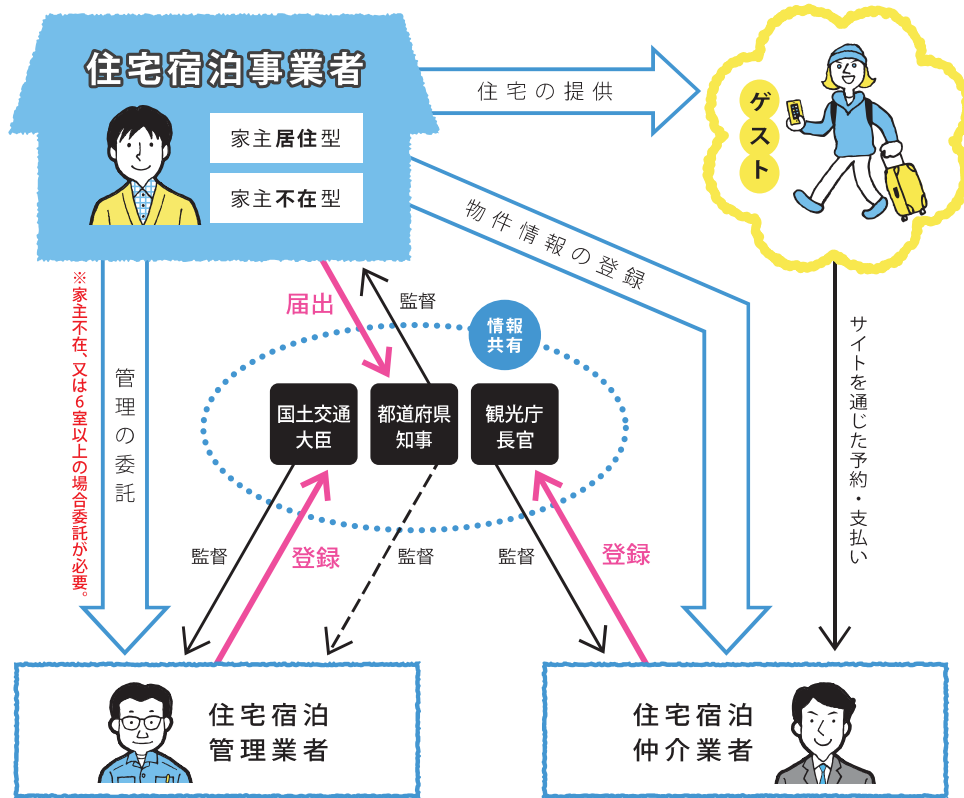 住宅宿泊事業者
家主居住型
家主不在型
住宅の提供
ゲスト
物件情報の登録
※家主不在、又は6室以上の場合委託が必要。
管理の委託
届出
監督
情報
共有
サイトを通じた予約・支払い
国土交通
大臣
都道府県
知事
観光庁
長官
監督
登録
監督
監督
登録
住宅宿泊
管理業者
住宅宿泊
仲介業者